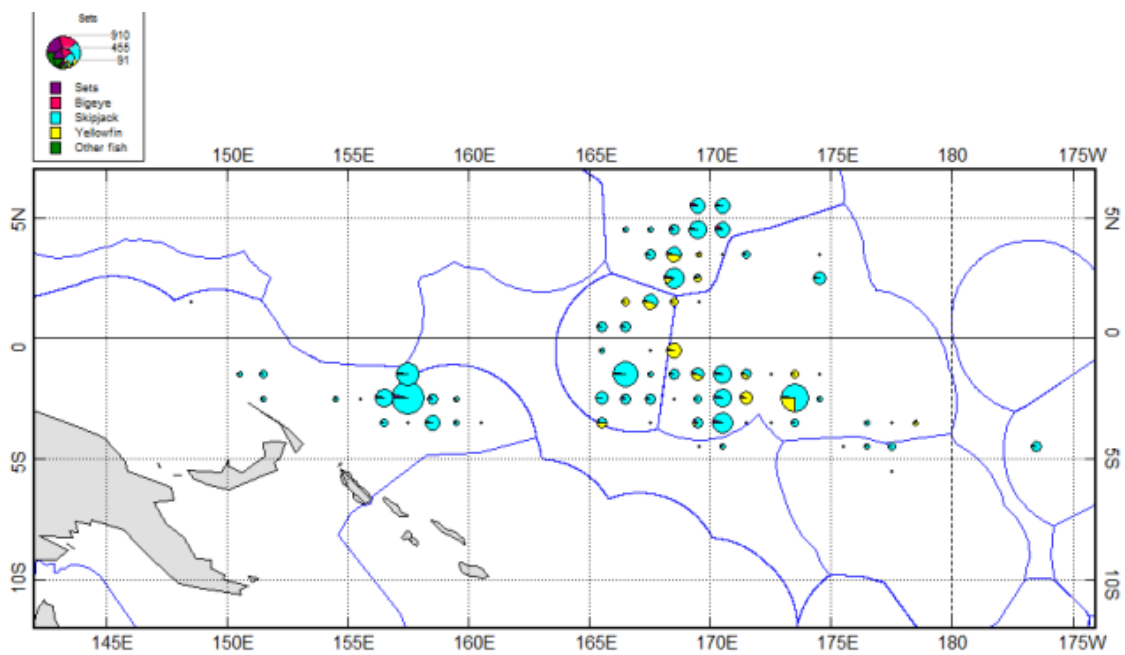 Sets
910
455
91
Sets
Bigeye
Skipjack
Yellowfin
Other fish
150E 155E 160E 165E 170E 175E 180 175W
5N 5N
0 0
5S 5S
10S 10S
145E 150E 155E 160E 165E 170E 175E 180 175W